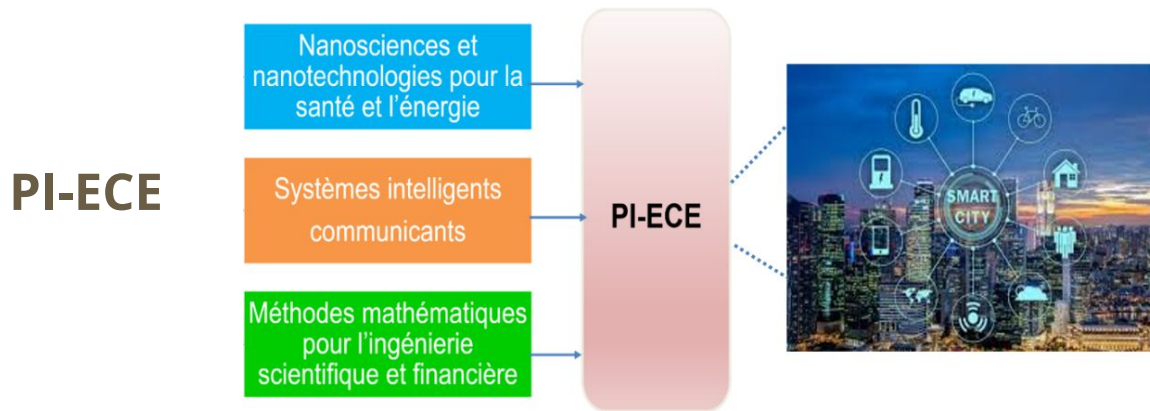 PI-ECE
Nanosciences et
nanotechnologies pour la
santé et l'énergie
Systèmes intelligents
communicants
Méthodes mathématiques
pour l'ingénierie
scientifique et financière
PI-ECE
SMART
CITY